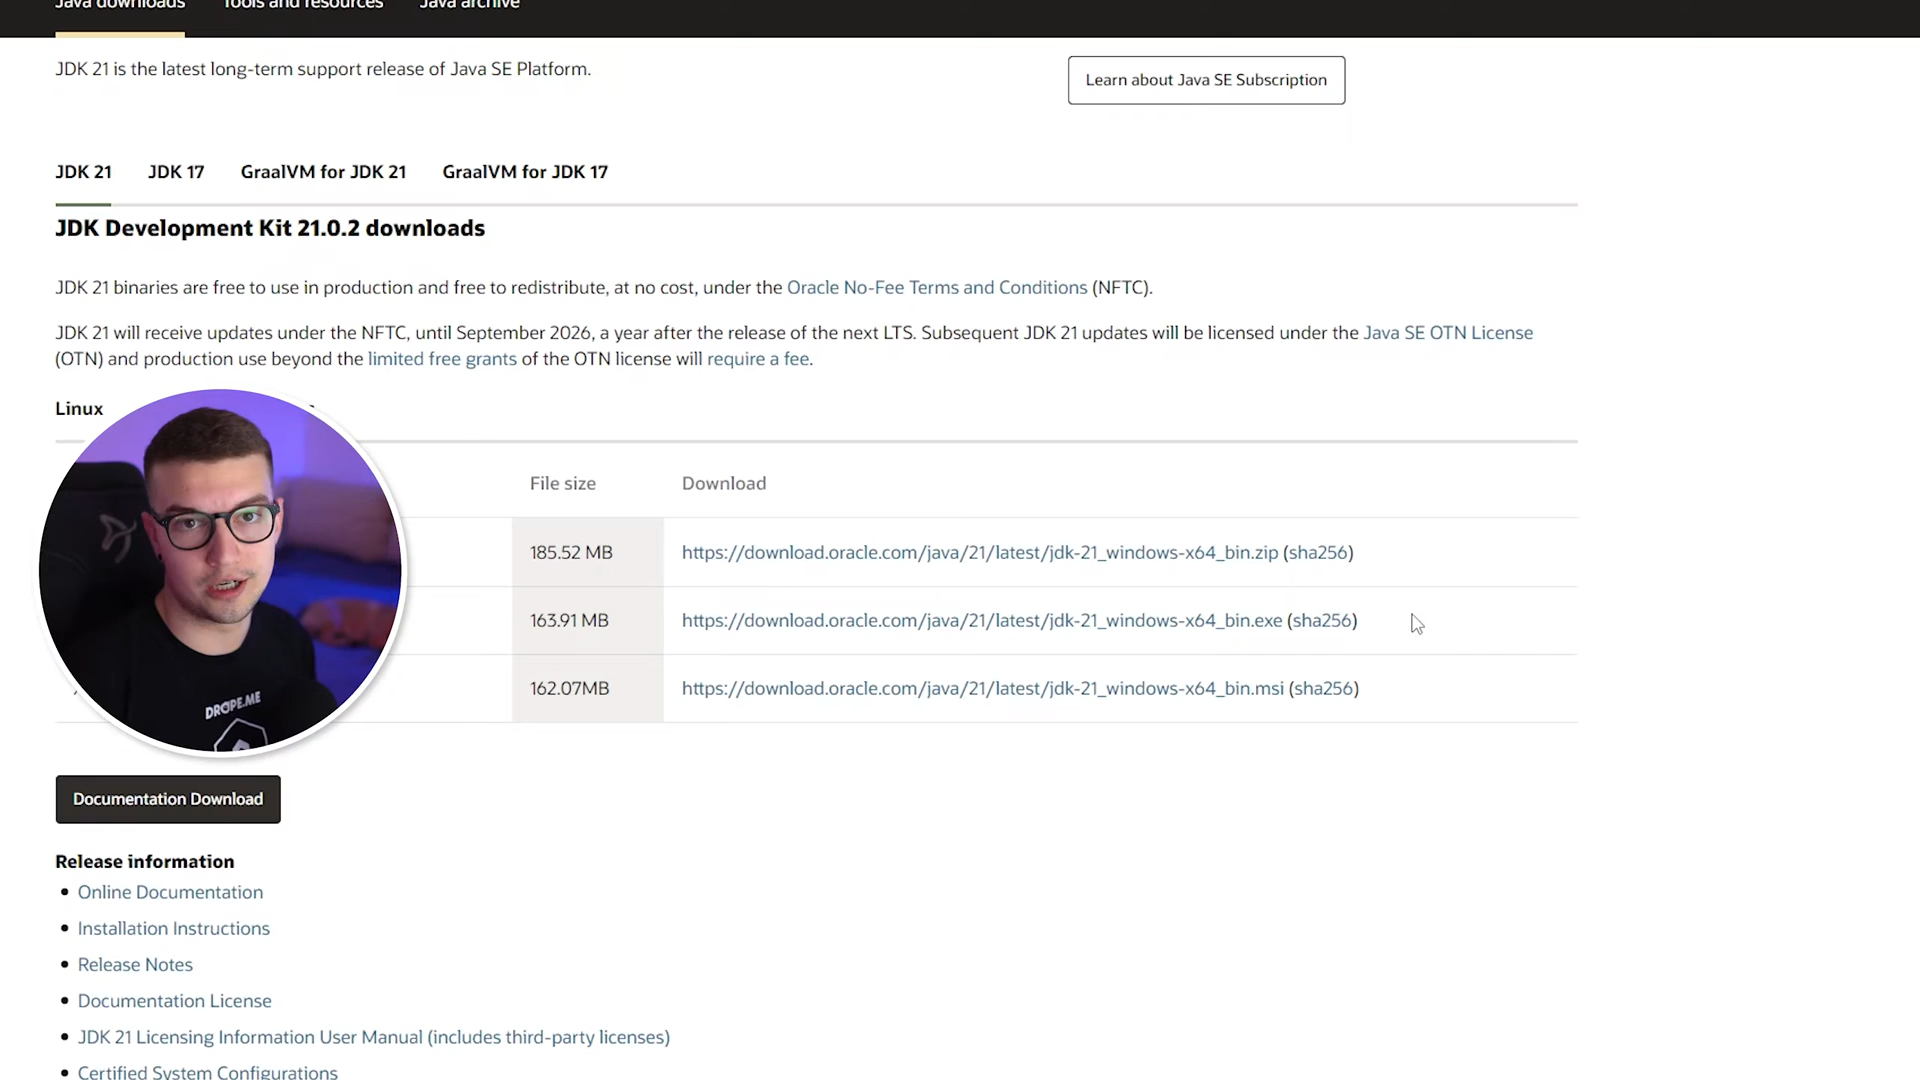 Java downloads Tools and resources Java archive
JDK 21 is the latest long-term support release of Java SE Platform.
Learn about Java SE Subscription
JDK 21 JDK 17 GraalVM for JDK 21 GraalVM for JDK 17
JDK Development Kit 21.0.2 downloads
JDK 21 binaries are free to use in production and free to redistribute, at no cost, under the Oracle No-Fee Terms and Conditions (NFTC).
JDK 21 will receive updates under the NFTC, until September 2026, a year after the release of the next LTS. Subsequent JDK 21 updates will be licensed under the Java SE OTN License
(OTN) and production use beyond the limited free grants of the OTN license will require a fee.
Linux
File size Download
185.52 MB https://download.oracle.com/java/21/latest/jdk-21_windows-x64_bin.zip (sha256)
163.91 MB https://download.oracle.com/java/21/latest/jdk-21_windows-x64_bin.exe (sha256)
162.07MB https://download.oracle.com/java/21/latest/jdk-21_windows-x64_bin.msi (sha256)
DROPE.ME
Documentation Download
Release information
• Online Documentation
• Installation Instructions
• Release Notes
• Documentation License
• JDK 21 Licensing Information User Manual (includes third-party licenses)
• Certified System Configurations